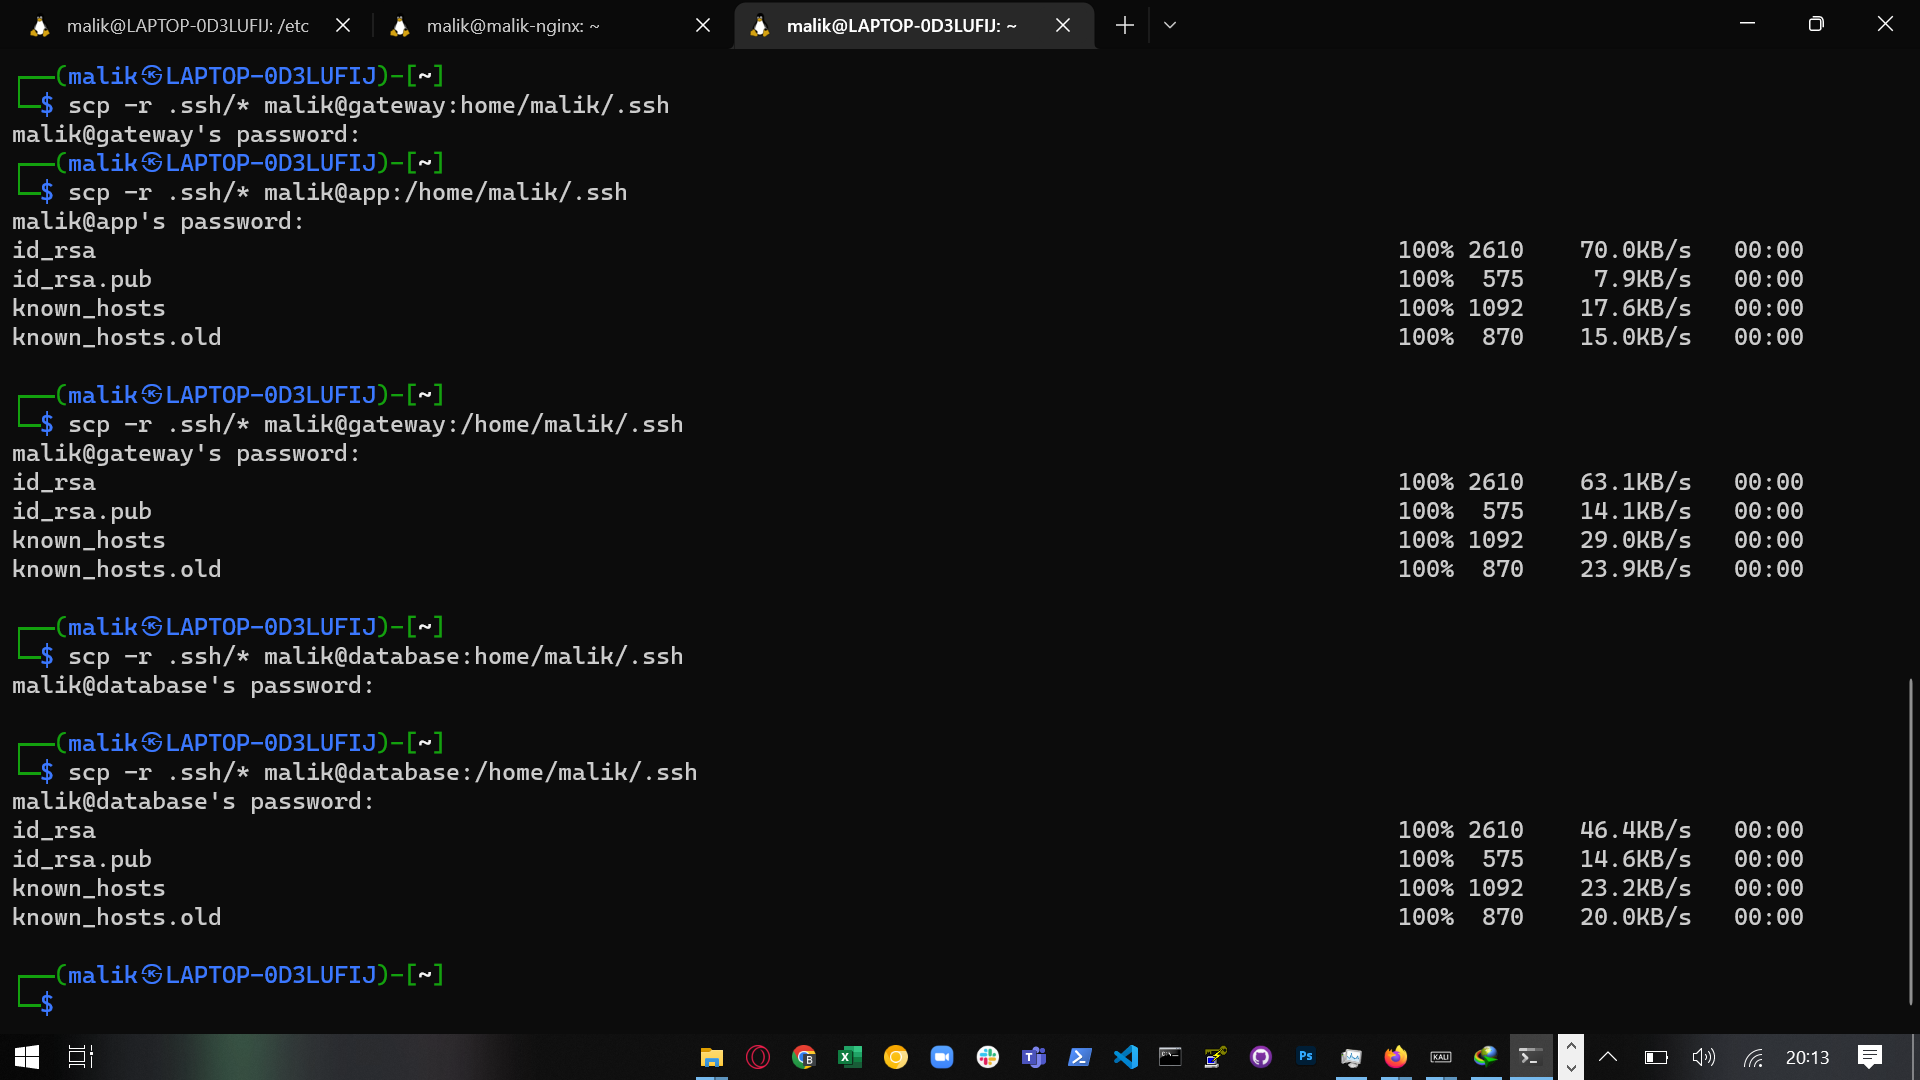 malik@LAPTOP-0D3LUFIJ: /etc
malik@malik-nginx: ~
malik@LAPTOP-0D3LUFIJ: ~
┌──(malik㉿LAPTOP-0D3LUFIJ)-[~]
└─$ scp -r .ssh/* malik@gateway:home/malik/.ssh
malik@gateway's password:
┌──(malik㉿LAPTOP-0D3LUFIJ)-[~]
└─$ scp -r .ssh/* malik@app:/home/malik/.ssh
malik@app's password:
id_rsa 100% 2610 70.0KB/s 00:00
id_rsa.pub 100% 575 7.9KB/s 00:00
known_hosts 100% 1092 17.6KB/s 00:00
known_hosts.old 100% 870 15.0KB/s 00:00
┌──(malik㉿LAPTOP-0D3LUFIJ)-[~]
└─$ scp -r .ssh/* malik@gateway:/home/malik/.ssh
malik@gateway's password:
id_rsa 100% 2610 63.1KB/s 00:00
id_rsa.pub 100% 575 14.1KB/s 00:00
known_hosts 100% 1092 29.0KB/s 00:00
known_hosts.old 100% 870 23.9KB/s 00:00
┌──(malik㉿LAPTOP-0D3LUFIJ)-[~]
└─$ scp -r .ssh/* malik@database:home/malik/.ssh
malik@database's password:
┌──(malik㉿LAPTOP-0D3LUFIJ)-[~]
└─$ scp -r .ssh/* malik@database:/home/malik/.ssh
malik@database's password:
id_rsa 100% 2610 46.4KB/s 00:00
id_rsa.pub 100% 575 14.6KB/s 00:00
known_hosts 100% 1092 23.2KB/s 00:00
known_hosts.old 100% 870 20.0KB/s 00:00
┌──(malik㉿LAPTOP-0D3LUFIJ)-[~]
└─$
Ps
KALI
20:13